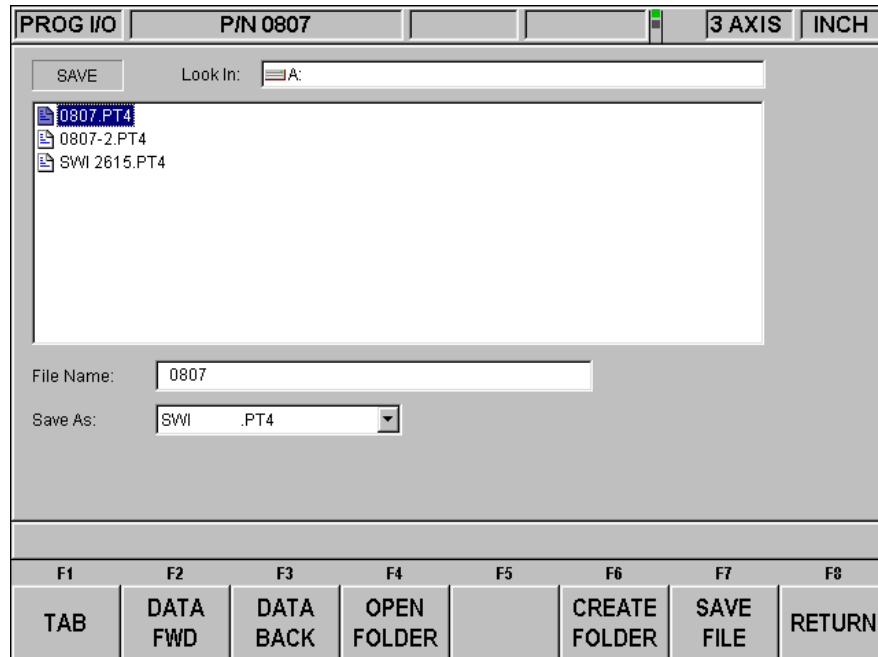 PROG I/O P/N 0807 3 AXIS INCH
SAVE Look In: A:
0807.PT4
0807-2.PT4
SWI 2615.PT4
File Name: 0807
Save As: SWI .PT4
F1 F2 F3 F4 F5 F6 F7 F8
TAB DATA FWD DATA BACK OPEN FOLDER CREATE FOLDER SAVE FILE RETURN